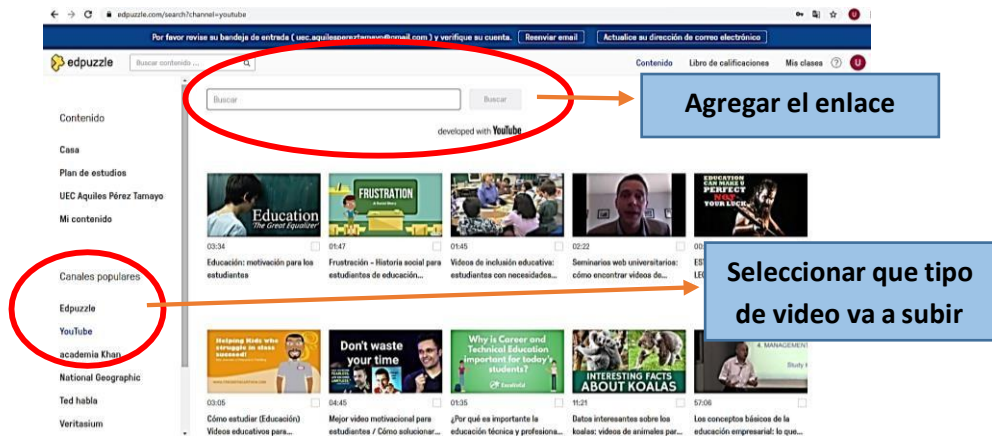 edpuzzle.com/search?channel=youtube
Por favor revise su bandeja de entrada ( uec.aquilespereztamayo@gmail.com ) y verifique su cuenta. Reenviar email Actualice su dirección de correo electrónico
edpuzzle Buscar contenido ... Contenido Libro de calificaciones Mis clases ? U
Buscar Buscar
developed with YouTube
Agregar el enlace
Contenido
Casa
Plan de estudios
UEC Aquiles Pérez Tamayo
Mi contenido
Education
The Great Equalizer
FRUSTRATION
A Social Story
EDUCATION
CAN MAKE U
PERFECT
NOT
YOUR LUCK
03:34 01:47 01:45 02:22
Educación: motivación para los
estudiantes
Frustración - Historia social para
estudiantes de educación...
Videos de inclusión educativa:
estudiantes con necesidades...
Seminarios web universitarios:
cómo encontrar videos de...
Seleccionar que tipo
de video va a subir
Canales populares
Edpuzzle
YouTube
academia Khan
National Geographic
Ted habla
Veritasium
Helping Kids who
struggle in class
succeed!
Don't waste
your time
Why is Career and
Technical Education
important for today's
students?
INTERESTING FACTS
ABOUT KOALAS
4. MANAGEMENT
03:05 04:45 01:35 11:21 57:06
Cómo estudiar (Educación)
Videos educativos para...
Mejor video motivacional para
estudiantes / Cómo solucionar...
¿Por qué es importante la
educación técnica y profesiona...
Datos interesantes sobre los
koalas: videos de animales par...
Los conceptos básicos de la
educación empresarial: lo que...